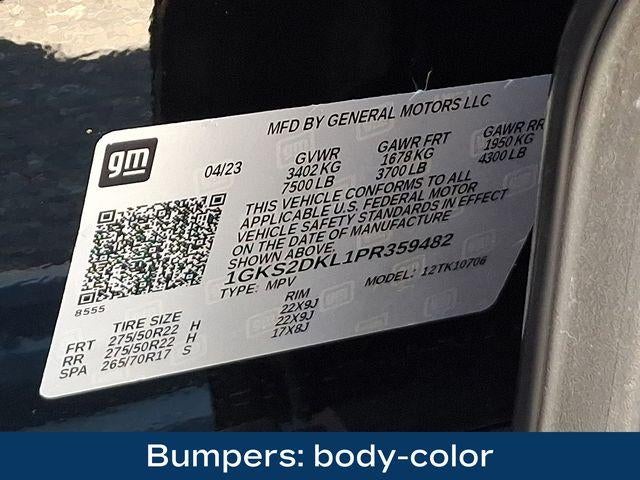 MFD BY GENERAL MOTORS LLC
gm
04/23 GVWR GAWR FRT GAWR RR
3402 KG 1678 KG 1950 KG
7500 LB 3700 LB 4300 LB
THIS VEHICLE CONFORMS TO ALL
APPLICABLE U.S. FEDERAL MOTOR
VEHICLE SAFETY STANDARDS IN EFFECT
ON THE DATE OF MANUFACTURE
SHOWN ABOVE.
1GKS2DKL1PR359482
TYPE: MPV MODEL: 12TK10706
8555
TIRE SIZE RIM
FRT 275/50R22 H 22X9J
RR 275/50R22 H 22X9J
SPA 265/70R17 S 17X8J
Bumpers: body-color